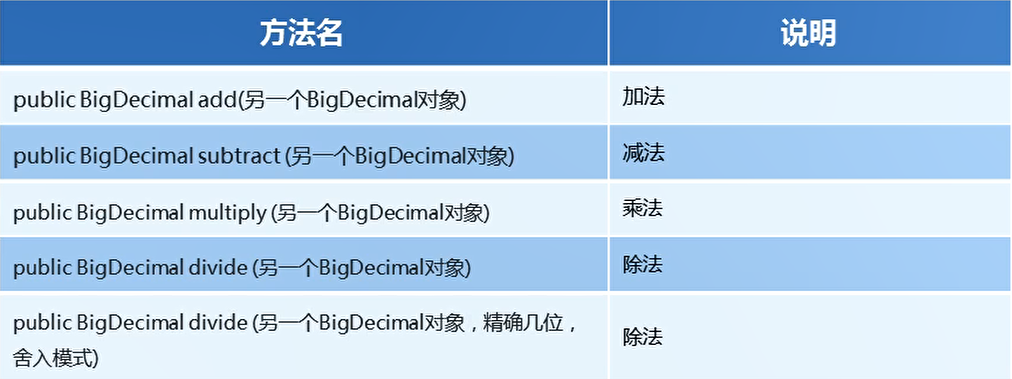 方法名 说明
public BigDecimal add(另一个BigDecimal对象) 加法
public BigDecimal subtract (另一个BigDecimal对象) 减法
public BigDecimal multiply (另一个BigDecimal对象) 乘法
public BigDecimal divide (另一个BigDecimal对象) 除法
public BigDecimal divide (另一个BigDecimal对象，精确几位，
舍入模式) 除法